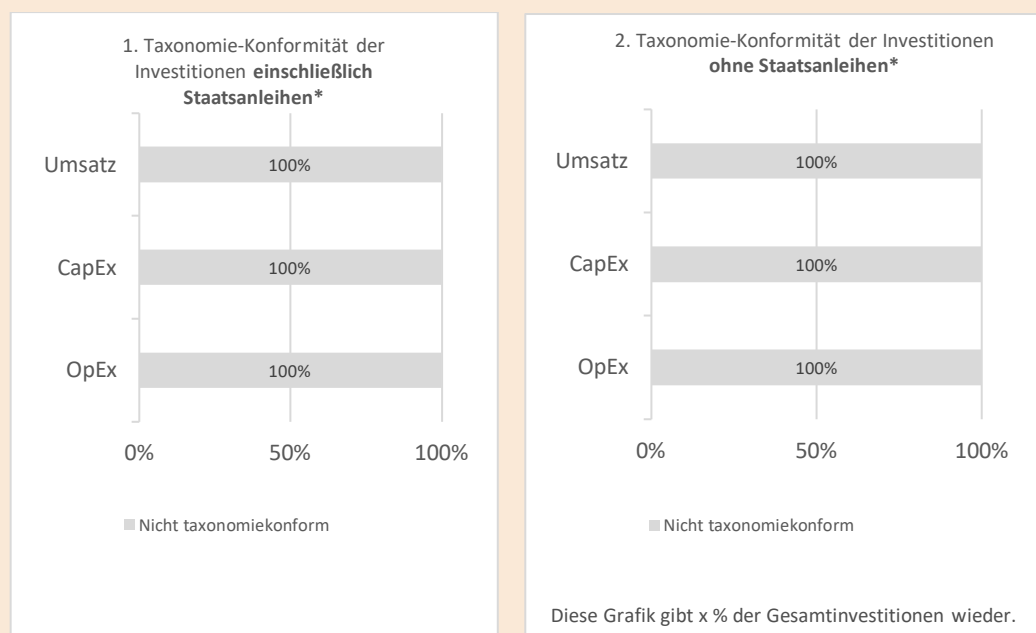 1. Taxonomie-Konformität der
Investitionen einschließlich
Staatsanleihen*
Umsatz
100%
CapEx
100%
OpEx
100%
0%
50%
100%
Nicht taxonomiekonform
2. Taxonomie-Konformität der Investitionen
ohne Staatsanleihen*
Umsatz
100%
CapEx
100%
OpEx
100%
0%
50%
100%
Nicht taxonomiekonform
Diese Grafik gibt x % der Gesamtinvestitionen wieder.